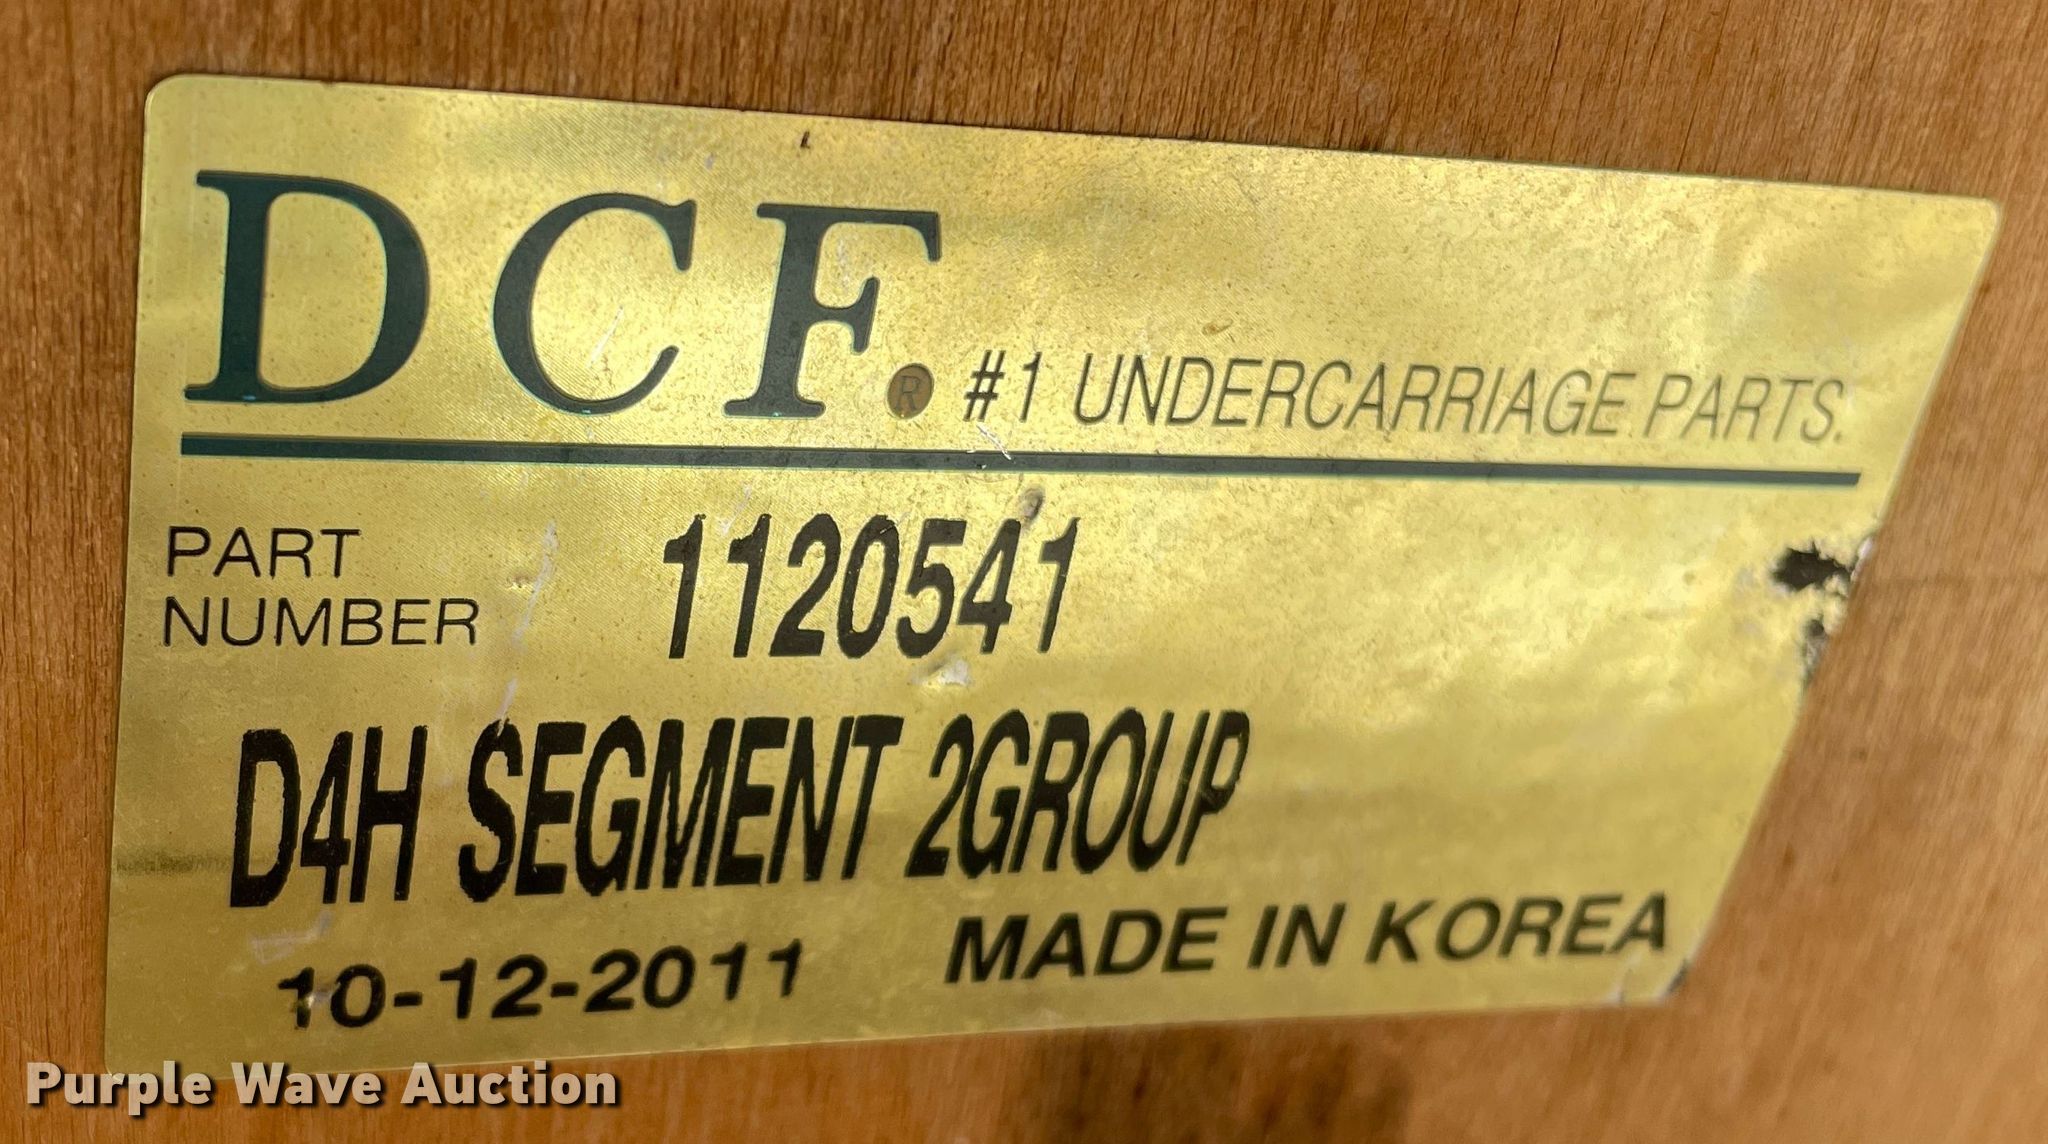 DCF.® #1 UNDERCARRIAGE PARTS.
PART
NUMBER 1120541
D4H SEGMENT 2GROUP
10-12-2011 MADE IN KOREA
Purple Wave Auction